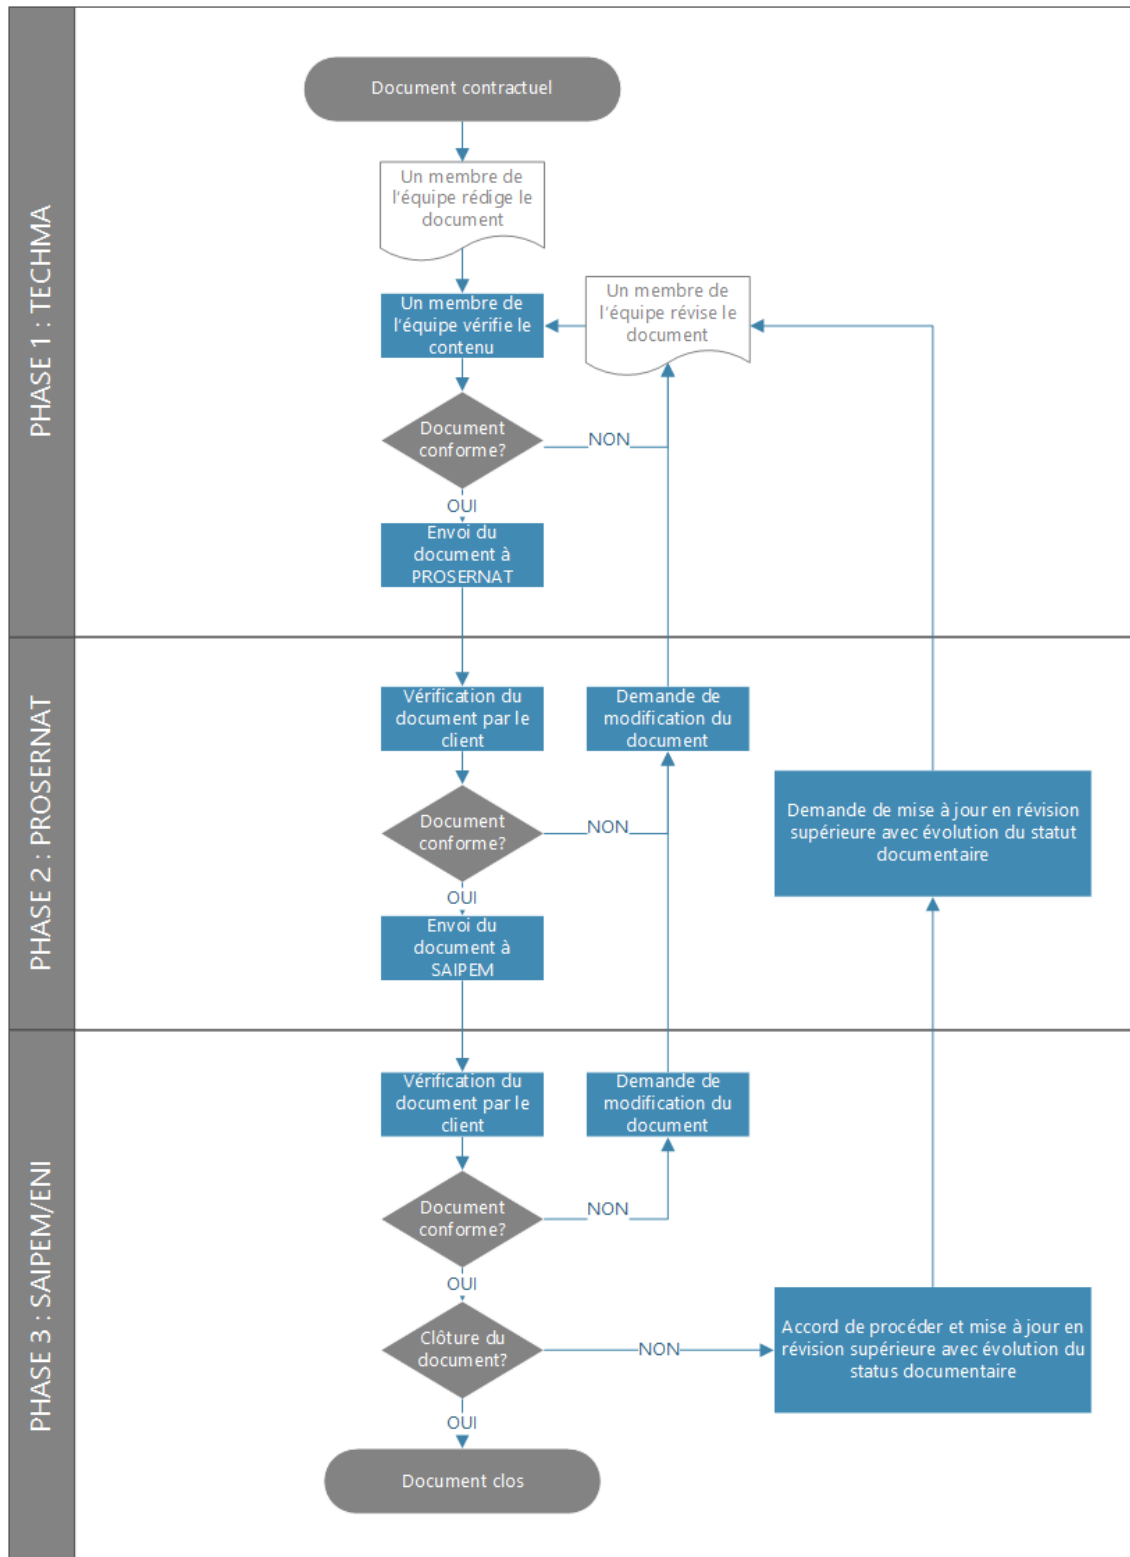 PHASE 1 : TECHMA
Document contractuel
Un membre de
l'équipe rédige le
document
Un membre de
l'équipe révise le
document
Un membre de
l'équipe vérifie le
contenu
Document
conforme?
NON
OUI
Envoi du
document à
PROSERNAT
PHASE 2 : PROSERNAT
Vérification du
document par le
client
Demande de
modification du
document
Demande de mise à jour en révision
supérieure avec évolution du statut
documentaire
Document
conforme?
NON
OUI
Envoi du
document à
SAIPEM
PHASE 3 : SAIPEM/ENI
Vérification du
document par le
client
Demande de
modification du
document
Document
conforme?
NON
OUI
Clôture du
document?
NON
Accord de procéder et mise à jour en
révision supérieure avec évolution du
status documentaire
OUI
Document clos